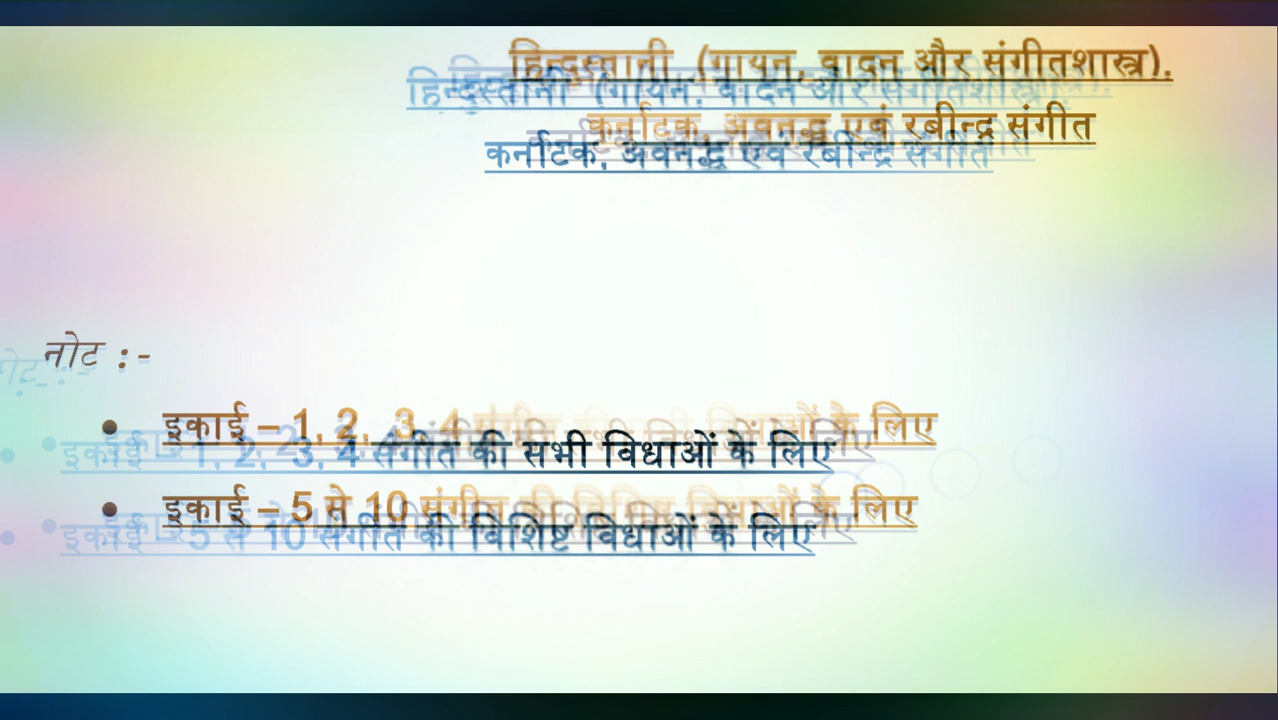 हिन्दुस्तानी (गायन, वादन और संगीतशास्त्र),
कर्नाटक, अवनद्ध एवं रबीन्द्र संगीत
नोट :-
• इकाई – 1, 2, 3, 4 संगीत की सभी विधाओं के लिए
• इकाई – 5 से 10 संगीत की विशिष्ट विधाओं के लिए